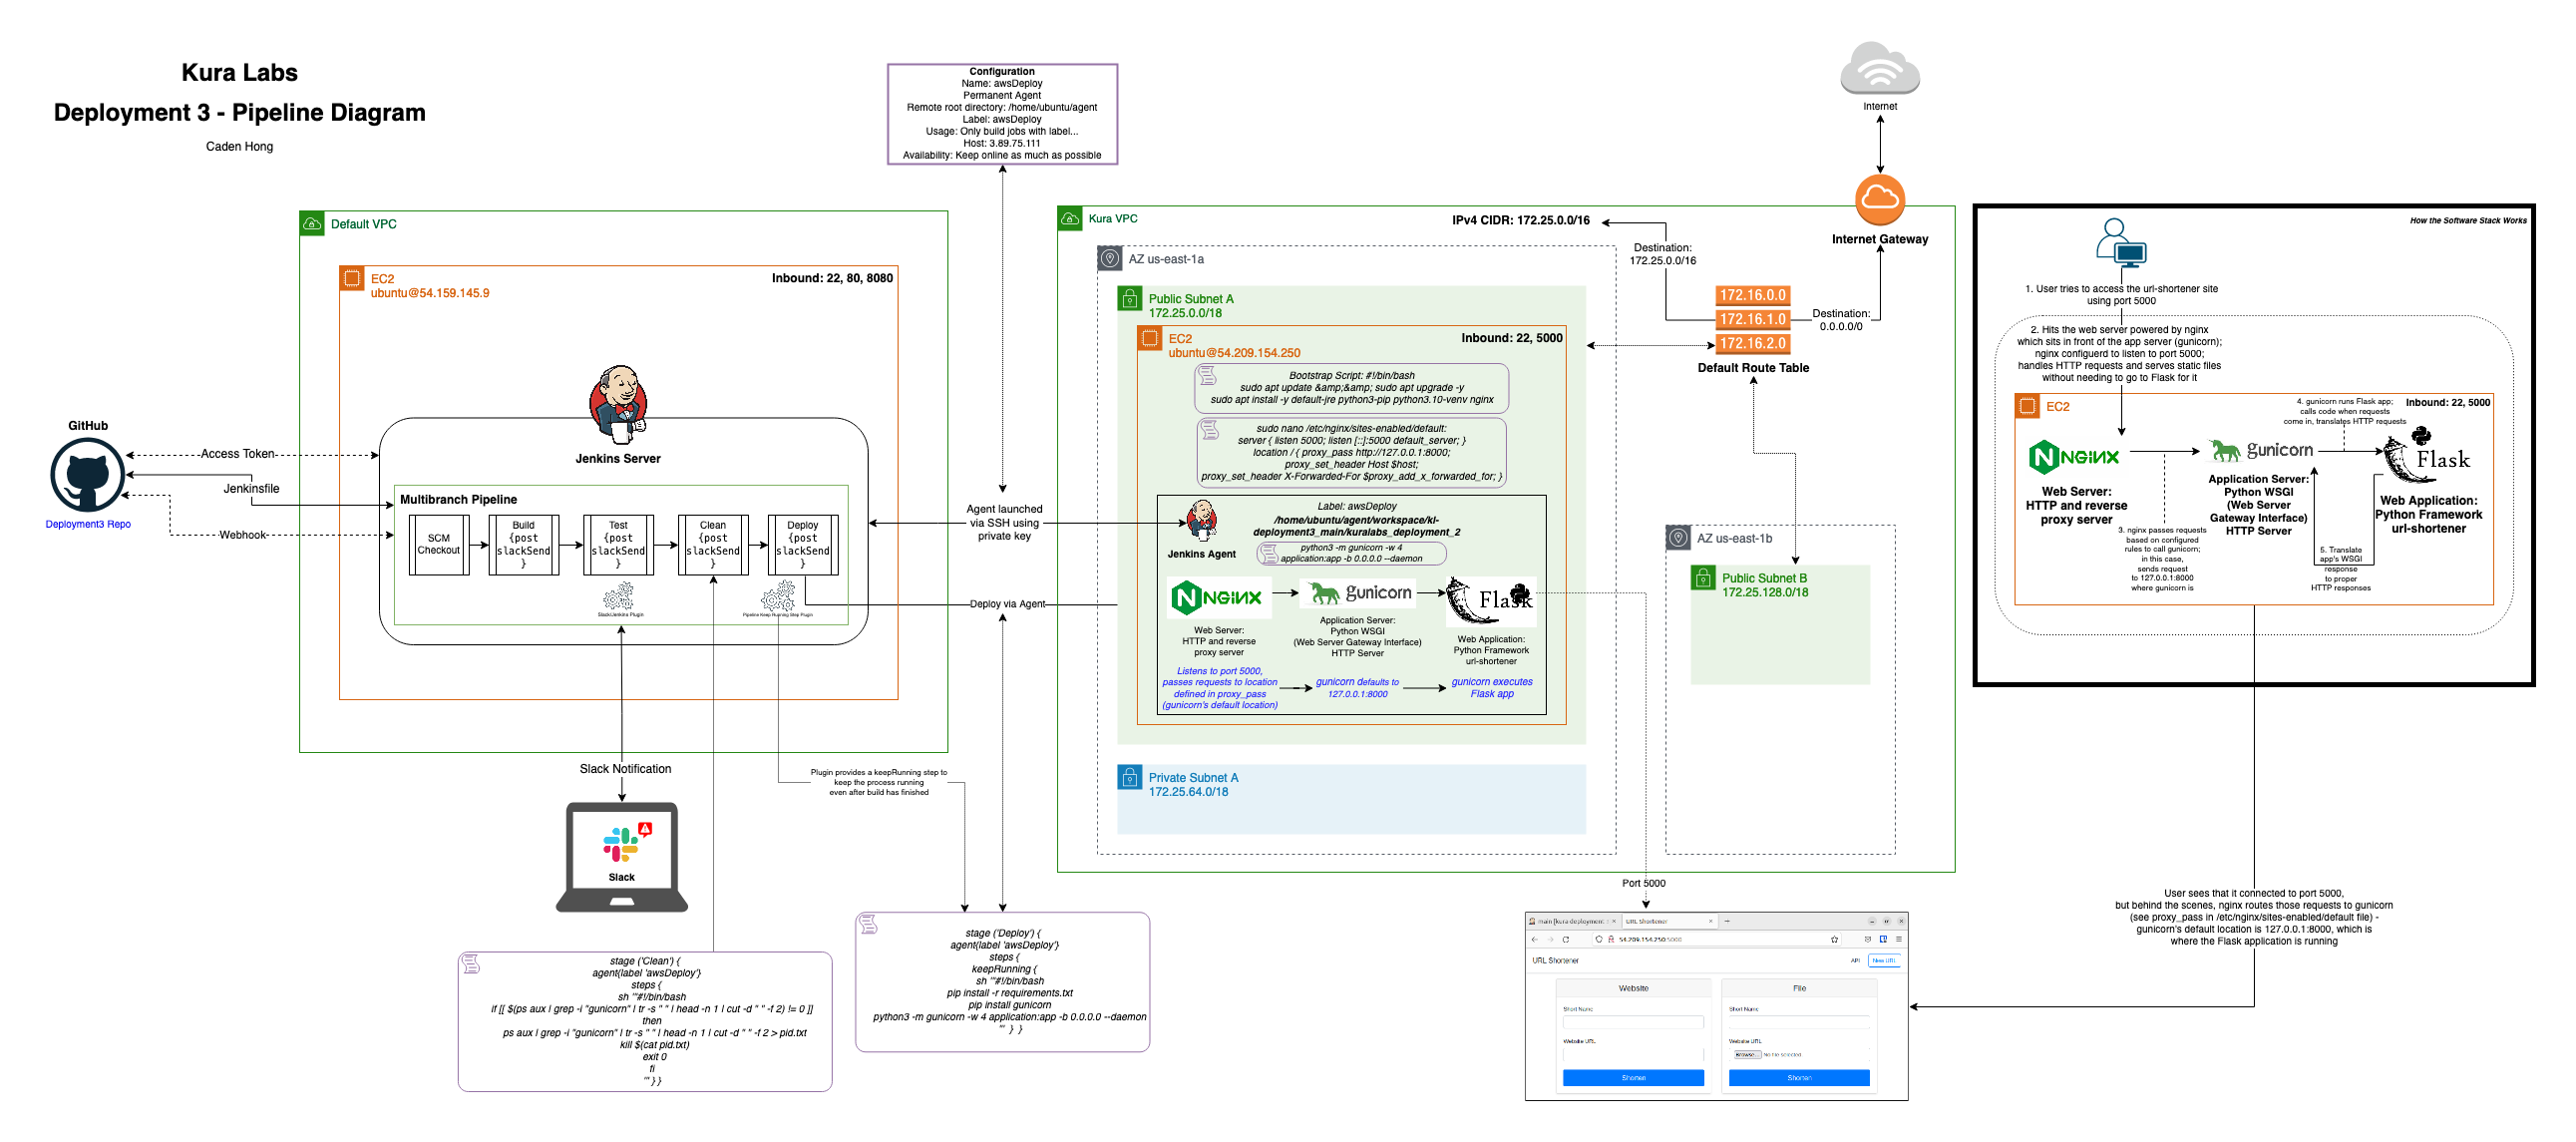 Kura Labs
Deployment 3 - Pipeline Diagram
Caden Hong
Configuration
Name: awsDeploy
Permanent Agent
Remote root directory: /home/ubuntu/agent
Label: awsDeploy
Usage: Only build jobs with label...
Host: 3.89.75.111
Availability: Keep online as much as possible
Internet
Internet Gateway
Default VPC
EC2
ubuntu@54.159.145.9
Inbound: 22, 80, 8080
Jenkins Server
GitHub
Deployment3 Repo
Access Token
Jenkinsfile
Webhook
Multibranch Pipeline
SCM
Checkout
Build
{post
slackSend
}
Test
{post
slackSend
}
Clean
{post
slackSend
}
Deploy
{post
slackSend
}
Slack/Jenkins Plugin
Pipeline Keep Running Step Plugin
Agent launched
via SSH using
private key
Deploy via Agent
Slack Notification
Slack
Plugin provides a keepRunning step to
keep the process running
even after build has finished
stage ('Clean') {
agent{label 'awsDeploy'}
steps {
sh '''#!/bin/bash
if [[ $(ps aux | grep -i "gunicorn" | tr -s " " | head -n 1 | cut -d " " -f 2) != 0 ]]
then
ps aux | grep -i "gunicorn" | tr -s " " | head -n 1 | cut -d " " -f 2 > pid.txt
kill $(cat pid.txt)
exit 0
fi
''' } }
stage ('Deploy') {
agent{label 'awsDeploy'}
steps {
keepRunning {
sh '''#!/bin/bash
pip install -r requirements.txt
pip install gunicorn
python3 -m gunicorn -w 4 application:app -b 0.0.0.0 --daemon
''' } }
Kura VPC
IPv4 CIDR: 172.25.0.0/16
Destination:
172.25.0.0/16
Destination:
0.0.0.0/0
172.16.0.0
172.16.1.0
172.16.2.0
Default Route Table
AZ us-east-1a
Public Subnet A
172.25.0.0/18
EC2
ubuntu@54.209.154.250
Inbound: 22, 5000
Bootstrap Script: #!/bin/bash
sudo apt update &amp;&amp; sudo apt upgrade -y
sudo apt install -y default-jre python3-pip python3.10-venv nginx
sudo nano /etc/nginx/sites-enabled/default:
server { listen 5000; listen [::]:5000 default_server; }
location / { proxy_pass http://127.0.0.1:8000;
proxy_set_header Host $host;
proxy_set_header X-Forwarded-For $proxy_add_x_forwarded_for; }
Jenkins Agent
Label: awsDeploy
/home/ubuntu/agent/workspace/kl-
deployment3_main/kuralabs_deployment_2
python3 -m gunicorn -w 4
application:app -b 0.0.0.0 --daemon
NGINX
gunicorn
Flask
Web Server:
HTTP and reverse
proxy server
Application Server:
Python WSGI
(Web Server Gateway Interface)
HTTP Server
Web Application:
Python Framework
url-shortener
Listens to port 5000,
passes requests to location
defined in proxy_pass
(gunicorn's default location)
gunicorn defaults to
127.0.0.1:8000
gunicorn executes
Flask app
Private Subnet A
172.25.64.0/18
AZ us-east-1b
Public Subnet B
172.25.128.0/18
Port 5000
main [kura-deployment
URL Shortener
54.209.154.250:5000
URL Shortener
API
New URL
Website
Short Name
Website URL
Shorten
File
Short Name
Website URL
Browse... No file selected.
Shorten
How the Software Stack Works
1. User tries to access the url-shortener site
using port 5000
2. Hits the web server powered by nginx
which sits in front of the app server (gunicorn);
nginx configuerd to listen to port 5000;
handles HTTP requests and serves static files
without needing to go to Flask for it
EC2
Inbound: 22, 5000
4. gunicorn runs Flask app;
calls code when requests
come in, translates HTTP requests
NGINX
gunicorn
Flask
Web Server:
HTTP and reverse
proxy server
Application Server:
Python WSGI
(Web Server
Gateway Interface)
HTTP Server
Web Application:
Python Framework
url-shortener
3. nginx passes requests
based on configured
rules to call gunicorn;
in this case,
sends request
to 127.0.0.1:8000
where gunicorn is
5. Translate
app's WSGI
response
to proper
HTTP responses
User sees that it connected to port 5000,
but behind the scenes, nginx routes those requests to gunicorn
(see proxy_pass in /etc/nginx/sites-enabled/default file) -
gunicorn's default location is 127.0.0.1:8000, which is
where the Flask application is running